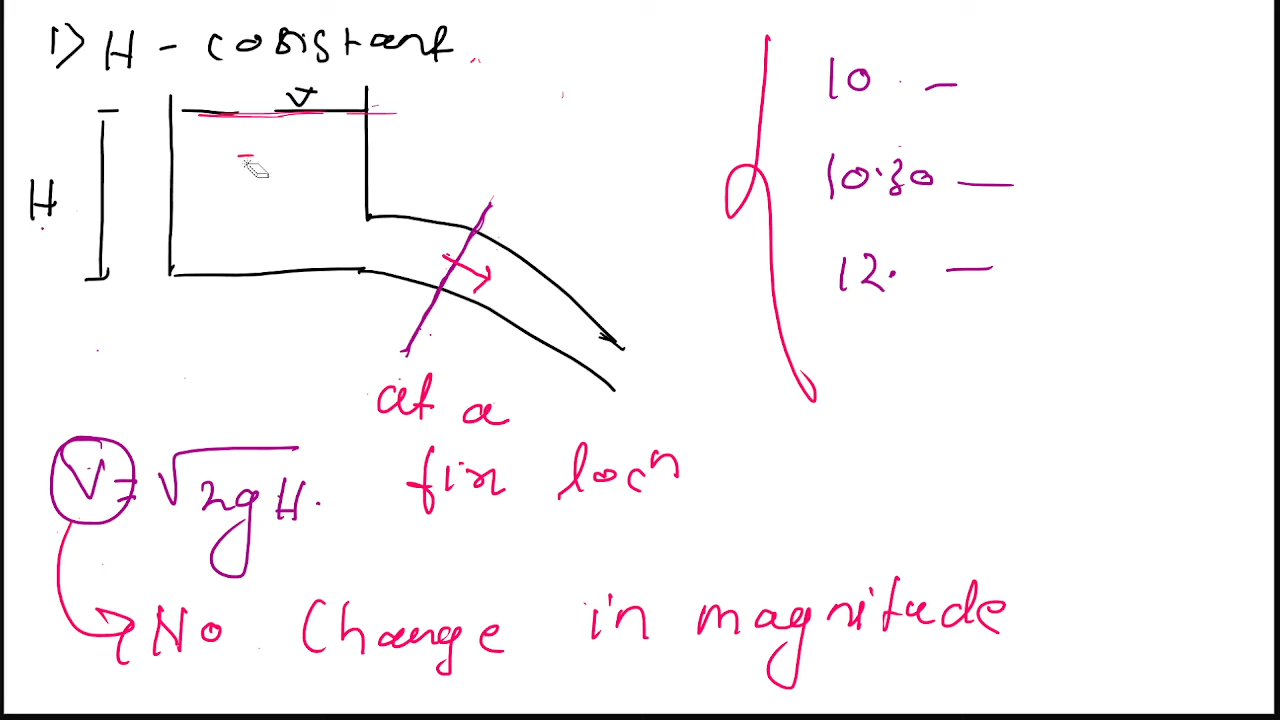 1) H - constant
H
10 -
10.30 —
12. —
at a
fix locn
V = √2gH.
No Change in magnitude